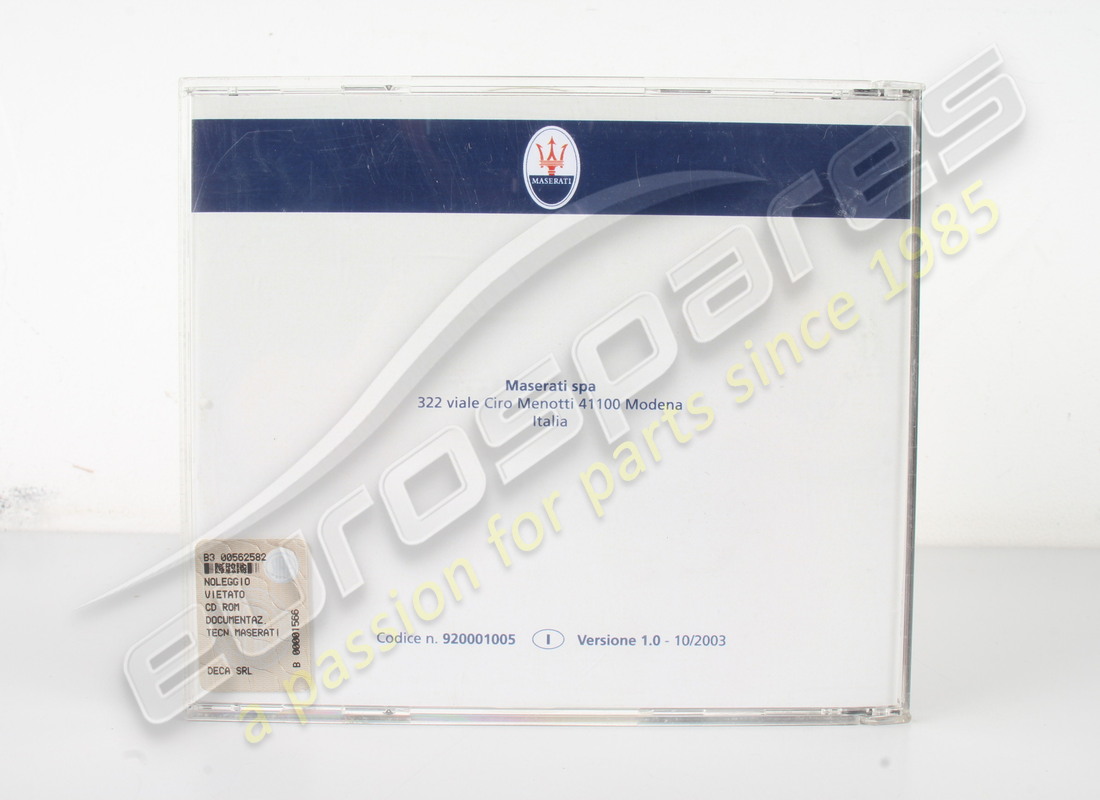 MASERATI
Maserati spa
322 viale Ciro Menotti 41100 Modena
Italia
B3 00562582
NOLEGGIO
VIETATO
CD ROM
DOCUMENTAZ.
TECN.MASERATI
DECA SRL
B 00001566
Codice n. 920001005 I Versione 1.0 - 10/2003
eurospares
a passion for parts since 1985